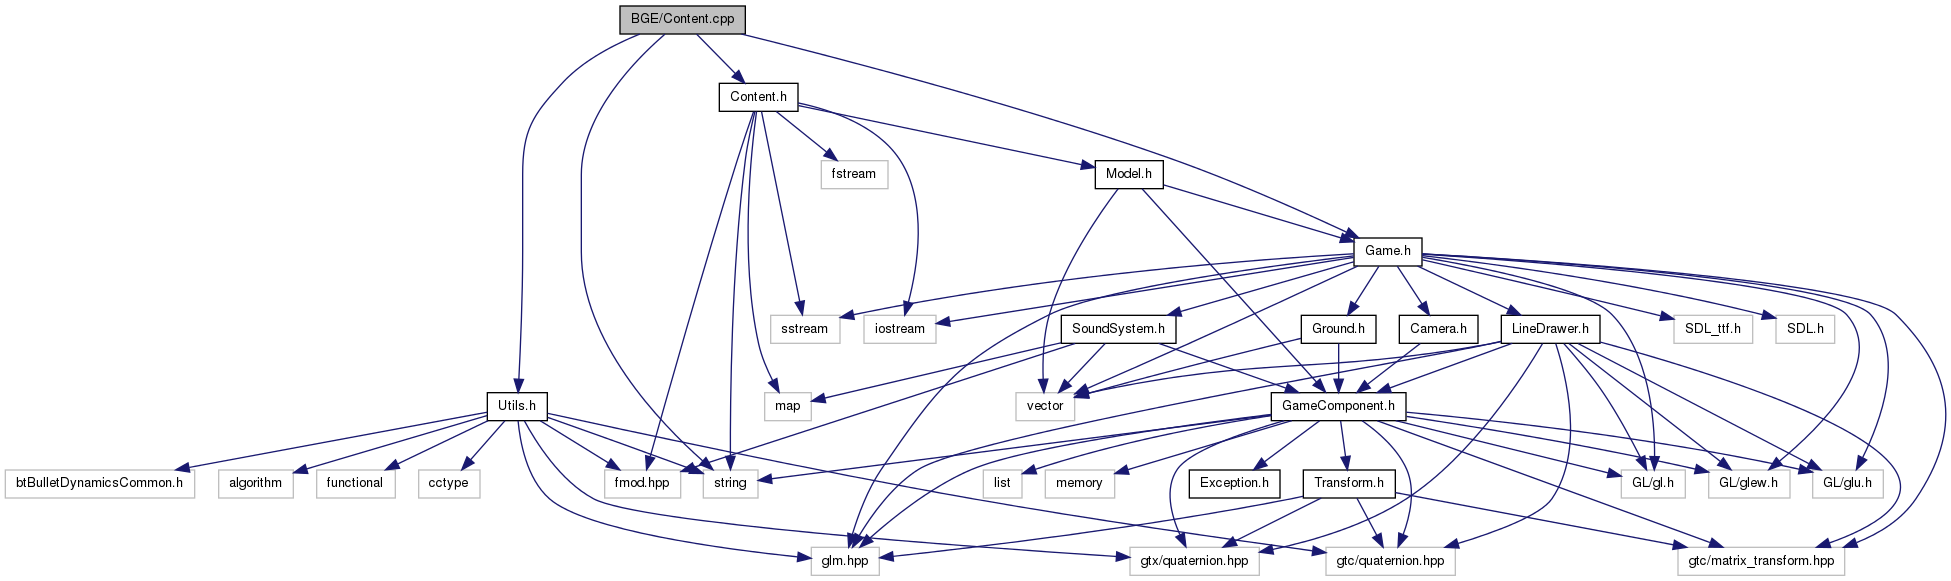 BGE/Content.cpp
Content.h
fstream
Model.h
Game.h
sstream
iostream
SoundSystem.h
Ground.h
Camera.h
LineDrawer.h
SDL_ttf.h
SDL.h
Utils.h
map
vector
GameComponent.h
btBulletDynamicsCommon.h
algorithm
functional
cctype
fmod.hpp
string
list
memory
Exception.h
Transform.h
GL/gl.h
GL/glew.h
GL/glu.h
glm.hpp
gtx/quaternion.hpp
gtc/quaternion.hpp
gtc/matrix_transform.hpp